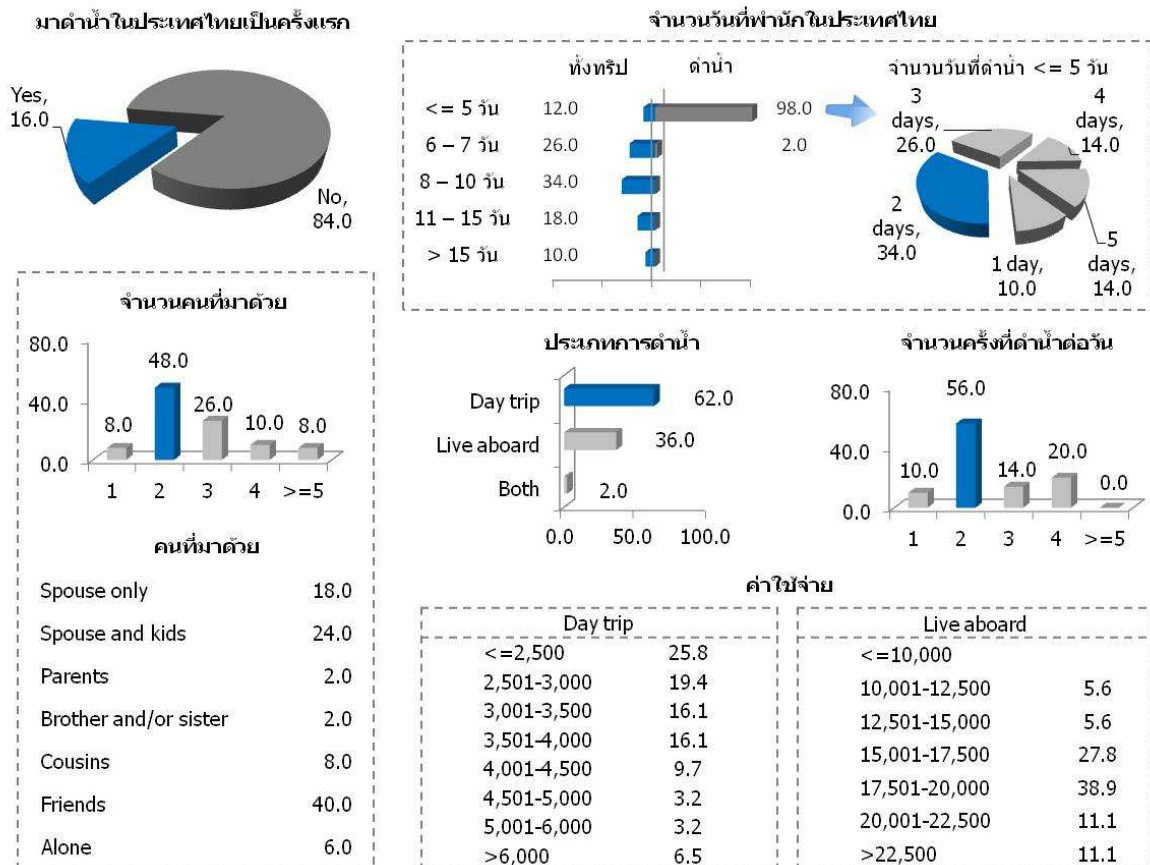 มาดำน้ำในประเทศไทยเป็นครั้งแรก
Yes,
16.0
No,
84.0
จำนวนวันที่พำนักในประเทศไทย
ทั้งทริป ดำน้ำ
<= 5 วัน 12.0 98.0
6 – 7 วัน 26.0 2.0
8 – 10 วัน 34.0
11 – 15 วัน 18.0
> 15 วัน 10.0
จำนวนวันที่ดำน้ำ <= 5 วัน
3
days,
26.0
4
days,
14.0
2
days,
34.0
1 day,
10.0
5
days,
14.0
จำนวนคนที่มาด้วย
80.0
40.0
0.0
8.0 48.0 26.0 10.0 8.0
1 2 3 4 >=5
คนที่มาด้วย
Spouse only 18.0
Spouse and kids 24.0
Parents 2.0
Brother and/or sister 2.0
Cousins 8.0
Friends 40.0
Alone 6.0
ประเภทการดำน้ำ
Day trip 62.0
Live aboard 36.0
Both 2.0
0.0 50.0 100.0
จำนวนครั้งที่ดำน้ำต่อวัน
80.0
40.0
0.0
10.0 56.0 14.0 20.0 0.0
1 2 3 4 >=5
ค่าใช้จ่าย
Day trip
<=2,500 25.8
2,501-3,000 19.4
3,001-3,500 16.1
3,501-4,000 16.1
4,001-4,500 9.7
4,501-5,000 3.2
5,001-6,000 3.2
>6,000 6.5
Live aboard
<=10,000
10,001-12,500 5.6
12,501-15,000 5.6
15,001-17,500 27.8
17,501-20,000 38.9
20,001-22,500 11.1
>22,500 11.1